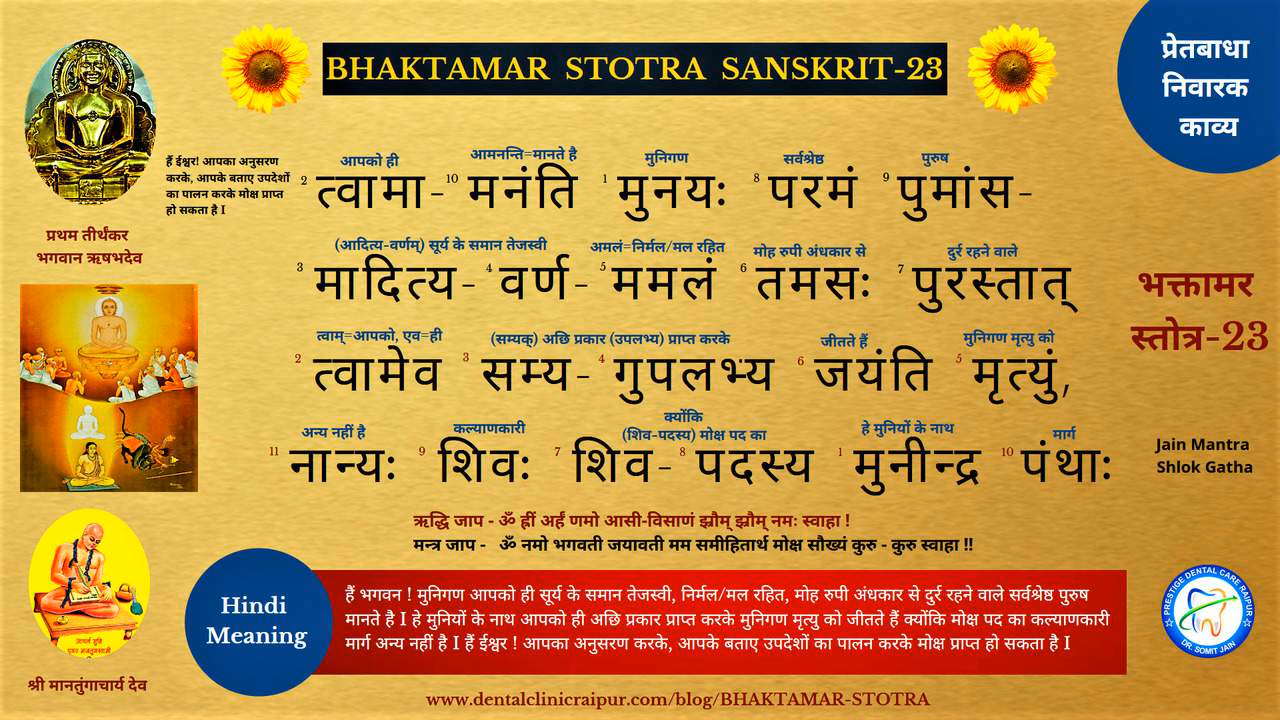 BHAKTAMAR STOTRA SANSKRIT-23
प्रेतबाधा
निवारक
काव्य
हैं ईश्वर! आपका अनुसरण
करके, आपके बताए उपदेशों
का पालन करके मोक्ष प्राप्त
हो सकता है I
प्रथम तीर्थंकर
भगवान ऋषभदेव
आपको ही आमनन्ति=मानते है मुनिगण सर्वश्रेष्ठ पुरुष
2 त्वामा- 10 मनंति 1 मुनयः 8 परमं 9 पुमांस-
(आदित्य-वर्णम्) सूर्य के समान तेजस्वी अमलं=निर्मल/मल रहित मोह रुपी अंधकार से दुर्र रहने वाले
3 मादित्य- 4 वर्ण- 5 ममलं 6 तमसः 7 पुरस्तात्
त्वाम्=आपको, एव=ही (सम्यक्) अछि प्रकार (उपलभ्य) प्राप्त करके जीतते हैं मुनिगण मृत्यु को
2 त्वामेव 3 सम्य- 4 गुपलभ्य 6 जयंति 5 मृत्युं,
अन्य नहीं है कल्याणकारी क्योंकि (शिव-पदस्य) मोक्ष पद का हे मुनियों के नाथ मार्ग
11 नान्यः 9 शिवः 7 शिव- 8 पदस्य 1 मुनीन्द्र 10 पंथाः
भक्तामर
स्तोत्र-23
Jain Mantra
Shlok Gatha
ऋद्धि जाप - ॐ ह्रीं अर्हं णमो आसी-विसाणं झ्रौम् झ्रौम् नमः स्वाहा !
मन्त्र जाप - ॐ नमो भगवती जयावती मम समीहितार्थ मोक्ष सौख्यं कुरु - कुरु स्वाहा !!
Hindi
Meaning
हैं भगवन ! मुनिगण आपको ही सूर्य के समान तेजस्वी, निर्मल/मल रहित, मोह रुपी अंधकार से दुर्र रहने वाले सर्वश्रेष्ठ पुरुष
मानते है I हे मुनियों के नाथ आपको ही अछि प्रकार प्राप्त करके मुनिगण मृत्यु को जीतते हैं क्योंकि मोक्ष पद का कल्याणकारी
मार्ग अन्य नहीं है I हैं ईश्वर ! आपका अनुसरण करके, आपके बताए उपदेशों का पालन करके मोक्ष प्राप्त हो सकता है I
श्री मानतुंगाचार्य देव
PRESTIGE DENTAL CARE RAIPUR
DR. SOMIT JAIN
www.dentalclinicraipur.com/blog/BHAKTAMAR-STOTRA